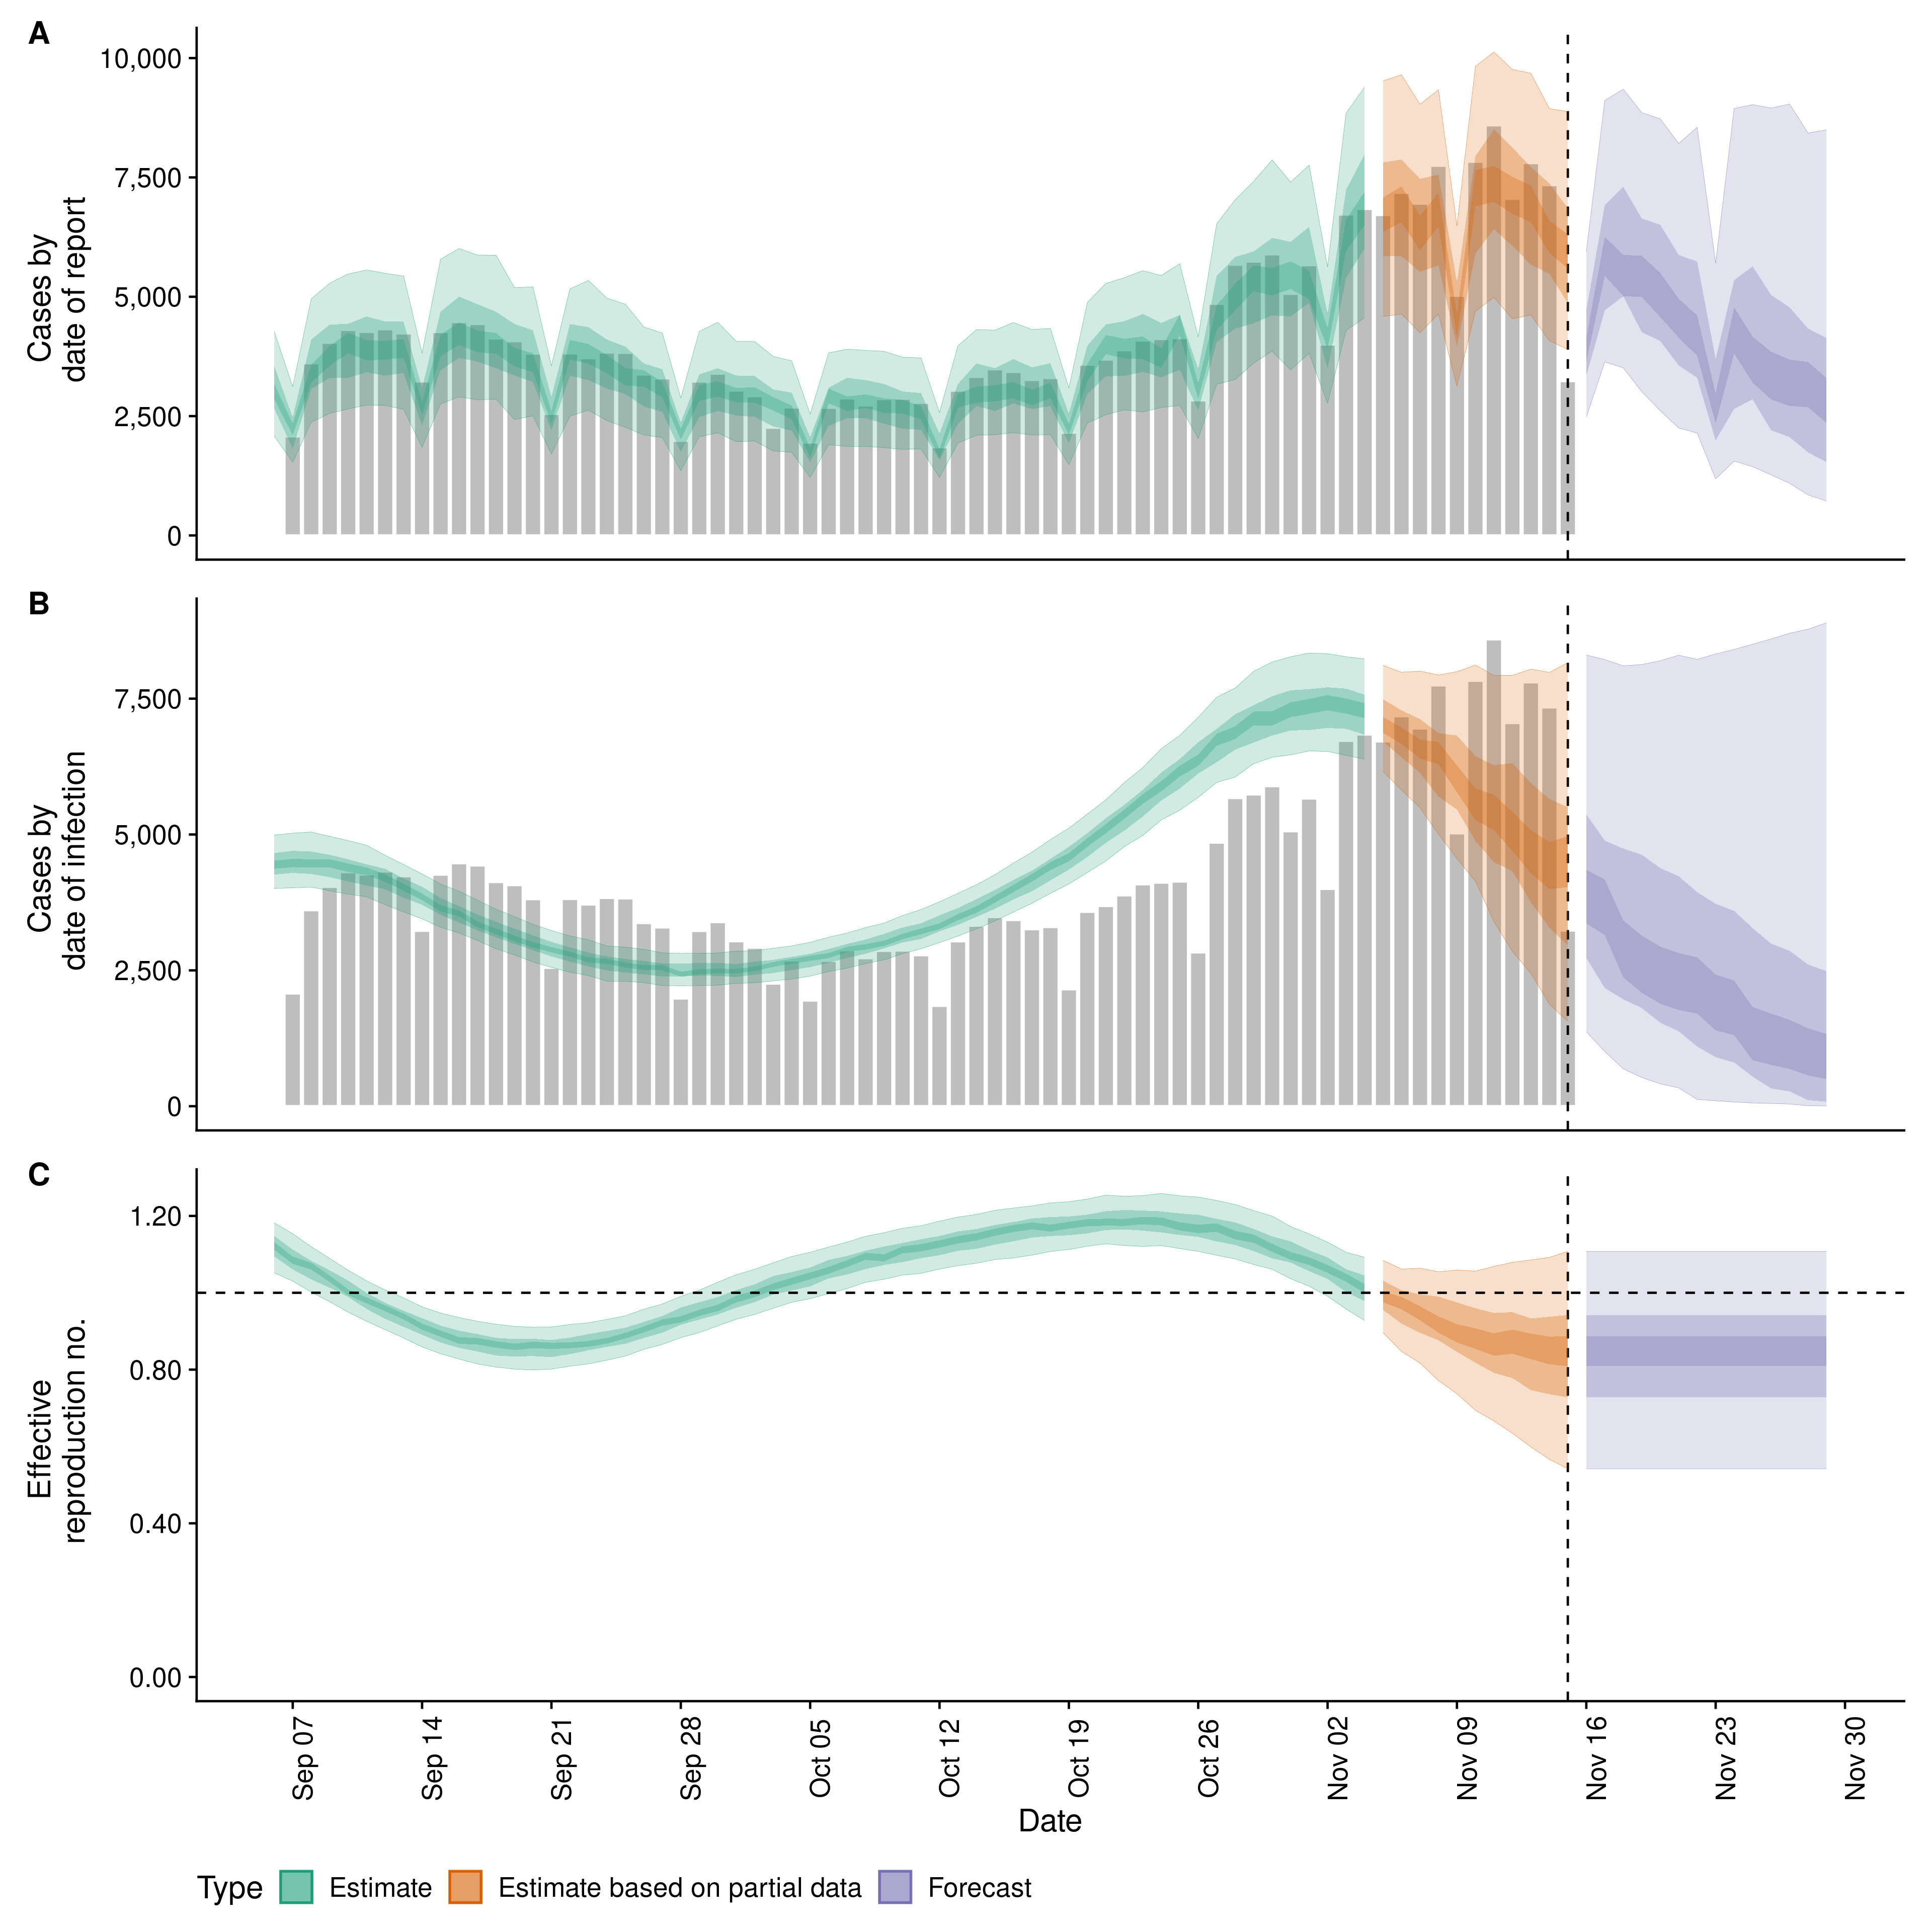 A
10,000
7,500
5,000
2,500
0
Cases by
date of report
B
7,500
5,000
2,500
0
Cases by
date of infection
C
1.20
0.80
0.40
0.00
Effective
reproduction no.
Sep 07
Sep 14
Sep 21
Sep 28
Oct 05
Oct 12
Oct 19
Oct 26
Nov 02
Nov 09
Nov 16
Nov 23
Nov 30
Date
Type Estimate Estimate based on partial data Forecast